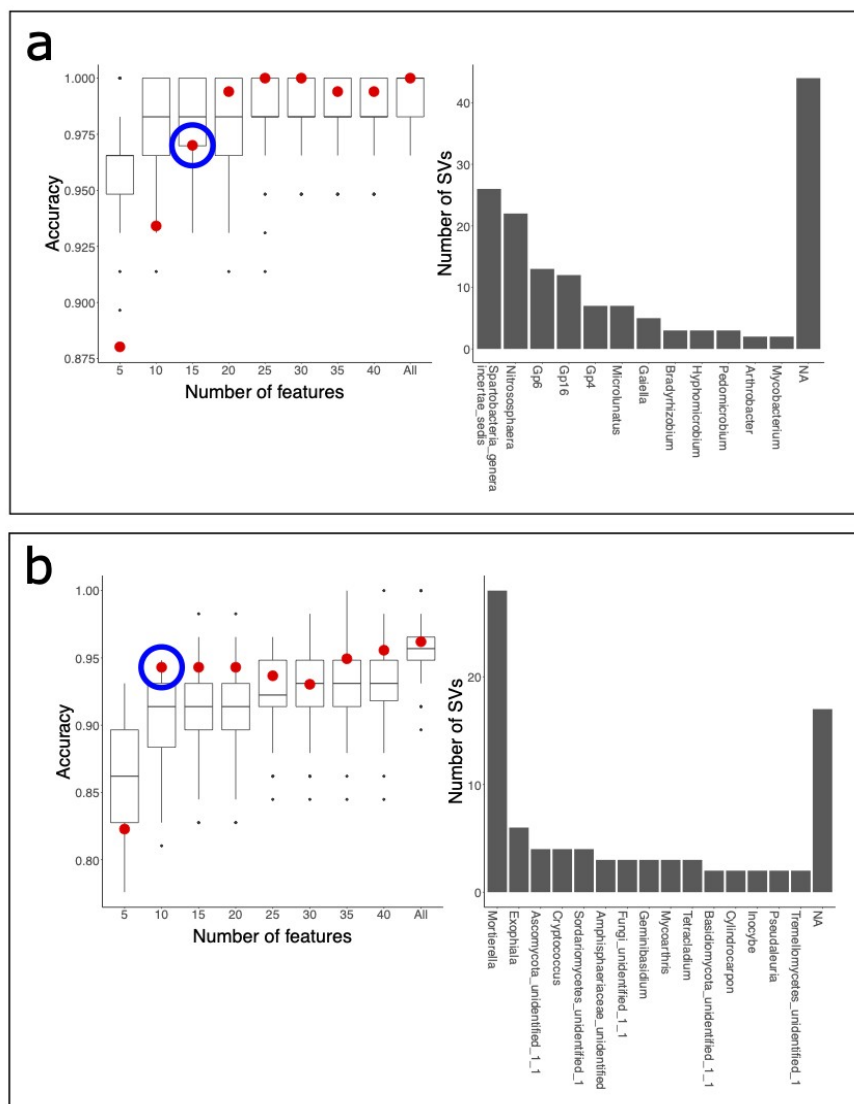 a
Accuracy
1.000
0.975
0.950
0.925
0.900
0.875
5 10 15 20 25 30 35 40 All
Number of features
Number of SVs
40
30
20
10
0
Spartobacteria_genera
incertae_sedis
Nitrososphaera
Gp6
Gp16
Gp4
Microlunatus
Gaiella
Bradyrhizobium
Hyphomicrobium
Pedomicrobium
Arthrobacter
Mycobacterium
NA
b
Accuracy
1.00
0.95
0.90
0.85
0.80
5 10 15 20 25 30 35 40 All
Number of features
Number of SVs
20
10
0
Mortierella
Exophiala
Ascomycota_unidentified_1_1
Cryptococcus
Sordariomycetes_unidentified_1
Amphisphaeriaceae_unidentified
Fungi_unidentified_1_1
Geminibasidium
Mycoarthris
Tetracladium
Basidiomycota_unidentified_1_1
Cylindrocarpon
Inocybe
Pseudaleuria
Tremellomycetes_unidentified_1
NA